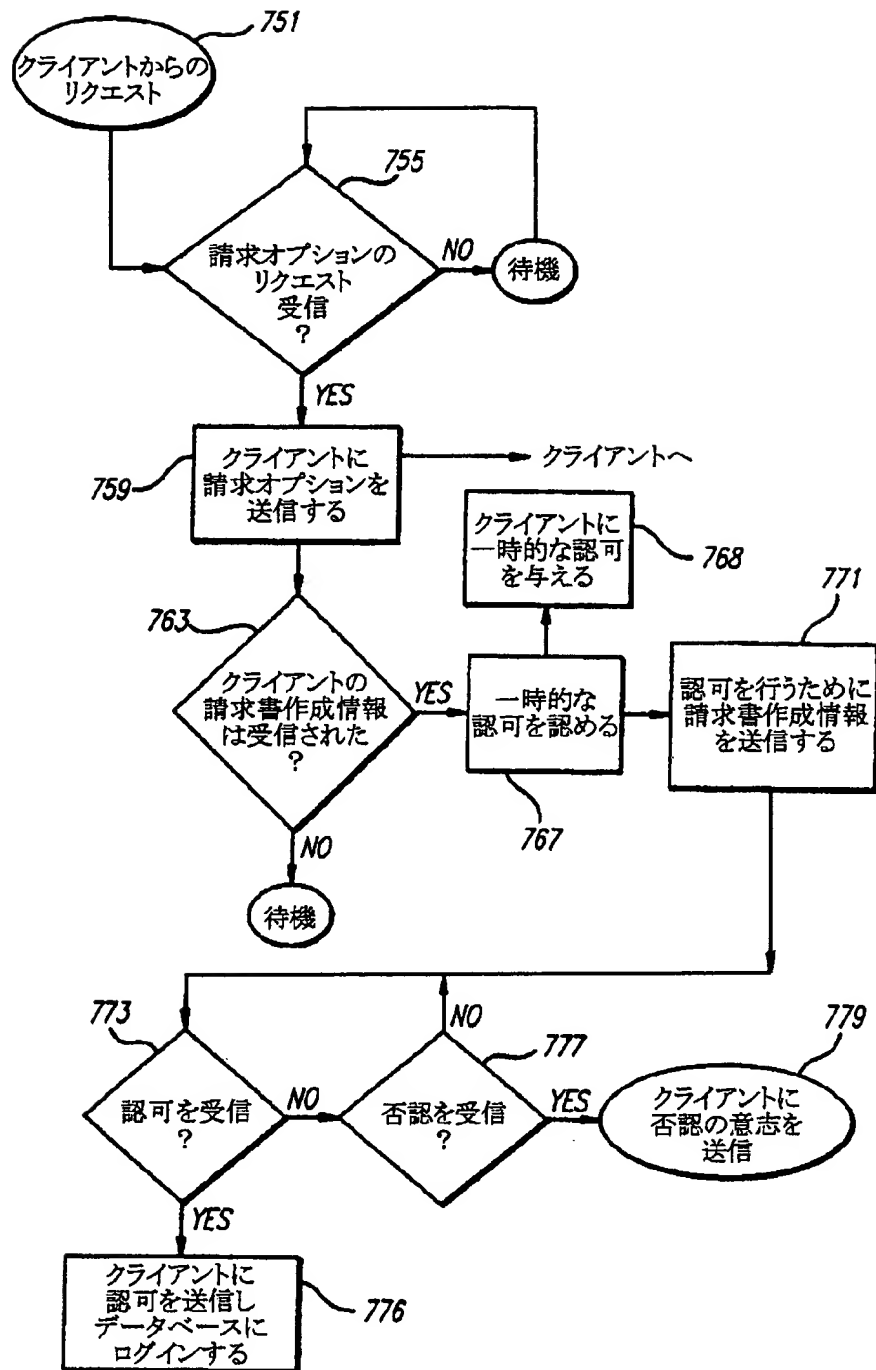 751
クライアントからの
リクエスト
755
請求オプションの
リクエスト
受信
?
NO
待機
YES
759
クライアントに
請求オプションを
送信する
クライアントへ
クライアントに
一時的な認可
を与える
768
771
763
クライアントの
請求書作成情報
は受信された
?
YES
一時的な
認可を認める
767
認可を行うために
請求書作成情報
を送信する
NO
待機
773
認可を受信
?
NO
NO
777
否認を受信
?
YES
779
クライアントに
否認の意志を
送信
YES
クライアントに
認可を送信し
データベースに
ログインする
776